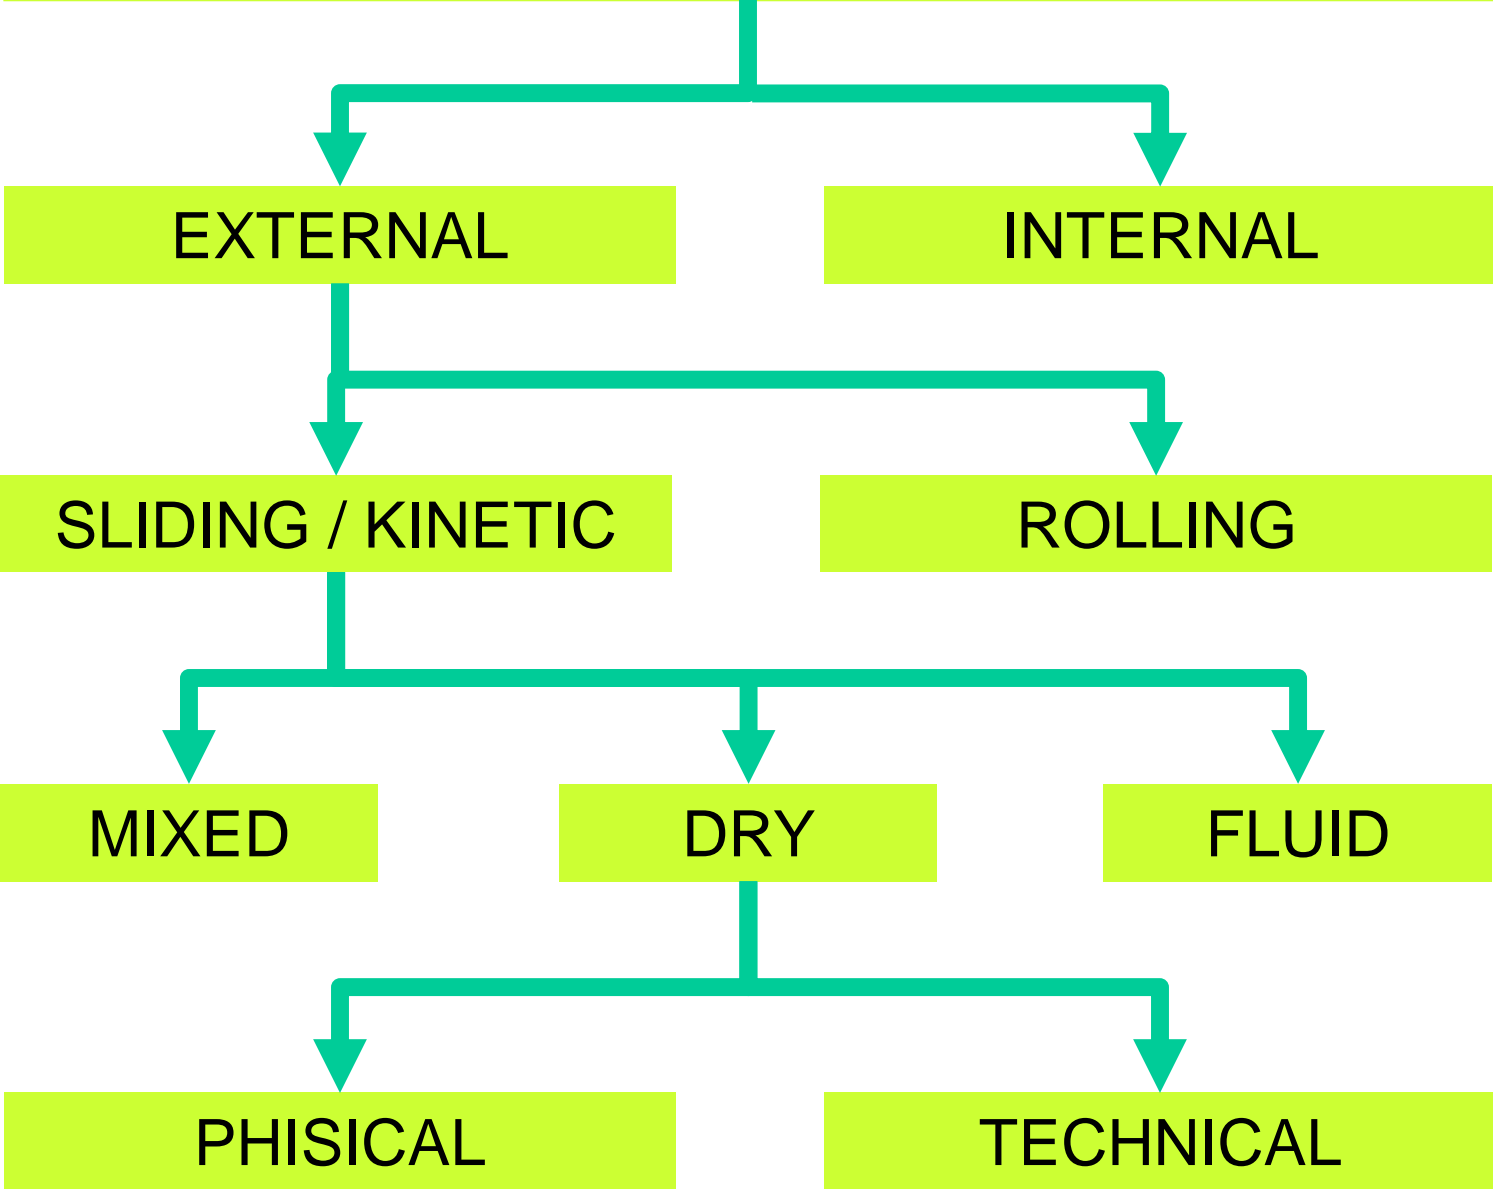 EXTERNAL
INTERNAL
SLIDING / KINETIC
ROLLING
MIXED
DRY
FLUID
PHISICAL
TECHNICAL